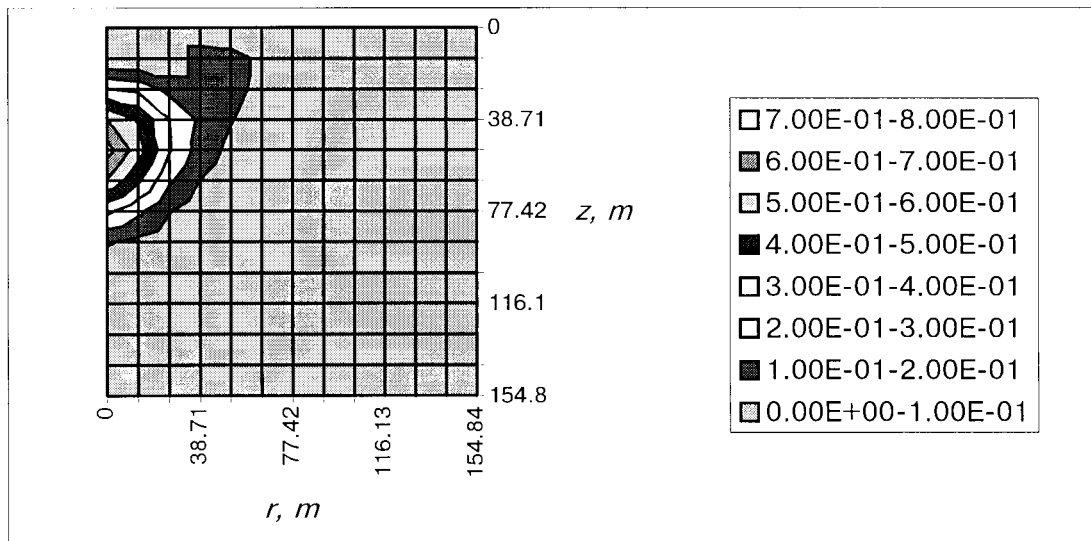 0
38.71
77.42
116.1
154.8
z, m
0
38.71
77.42
116.13
154.84
r, m
7.00E-01-8.00E-01
6.00E-01-7.00E-01
5.00E-01-6.00E-01
4.00E-01-5.00E-01
3.00E-01-4.00E-01
2.00E-01-3.00E-01
1.00E-01-2.00E-01
0.00E+00-1.00E-01